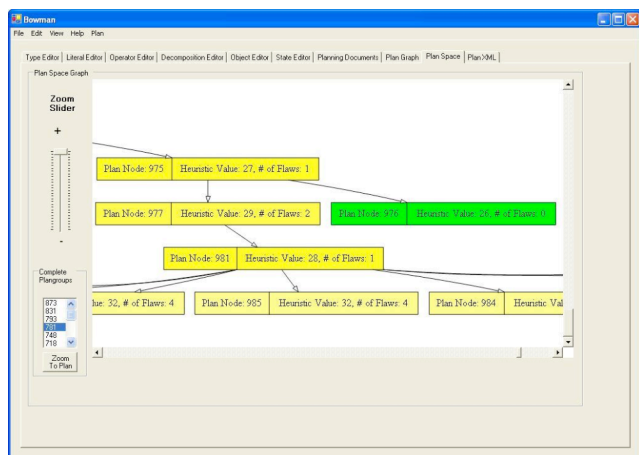 Bowman
File Edit View Help Plan
Type Editor Literal Editor Operator Editor Decomposition Editor Object Editor State Editor Planning Documents Plan Graph Plan Space Plan XML
Plan Space Graph
Zoom
Slider
+
-
Plan Node: 975 Heuristic Value: 27, # of Flaws: 1
Plan Node: 977 Heuristic Value: 29, # of Flaws: 2
Plan Node: 976 Heuristic Value: 26, # of Flaws: 0
Plan Node: 981 Heuristic Value: 28, # of Flaws: 1
lue: 32, # of Flaws: 4
Plan Node: 985 Heuristic Value: 32, # of Flaws: 4
Plan Node: 984 Heuristic Val
Complete
Plangroups
873
831
793
781
748
718
Zoom
To Plan